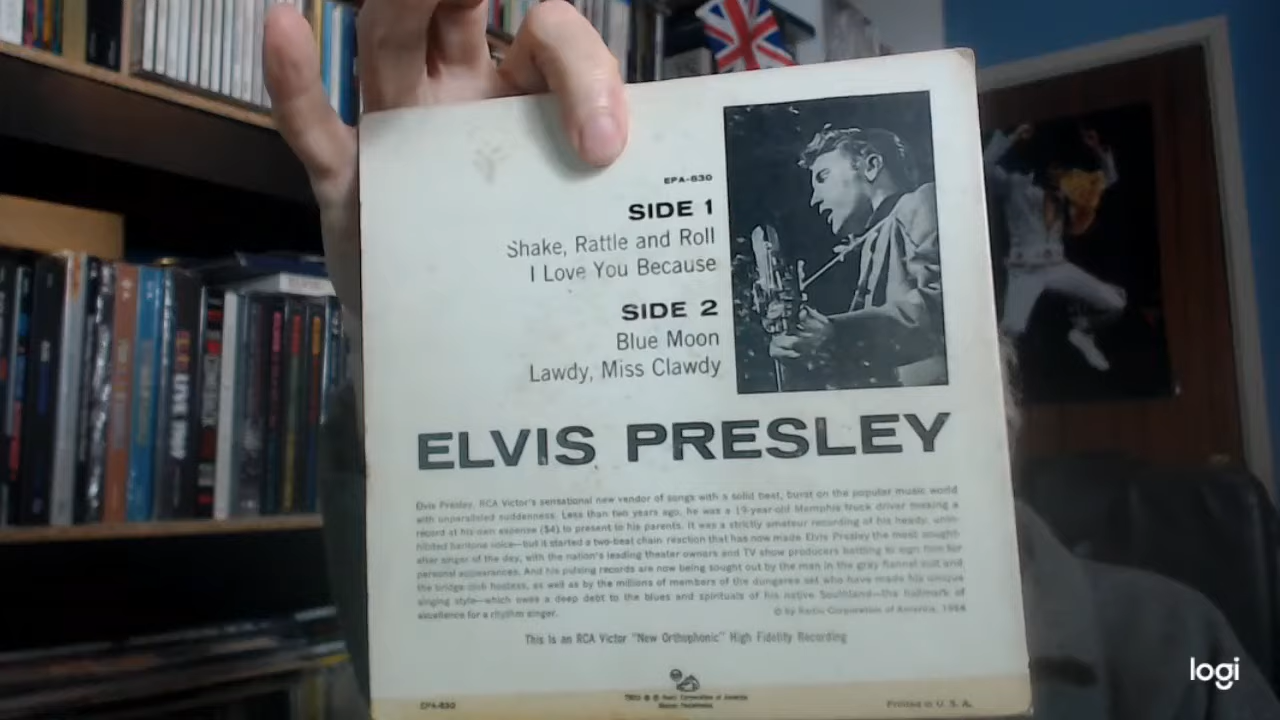 EPA-830
SIDE 1
Shake, Rattle and Roll
I Love You Because
SIDE 2
Blue Moon
Lawdy, Miss Clawdy
ELVIS PRESLEY
Elvis Presley, RCA Victor's sensational new vendor of songs with a solid beat, burst on the popular music world
with unparalleled suddenness. Less than two years ago, he was a 19-year-old Memphis truck driver making a
record at his own expense ($4) to present to his parents. It was a strictly amateur recording of his heady, unin-
hibited baritone voice—but it started a two-beat chain reaction that has now made Elvis Presley the most sought-
after singer of the day, with the nation's leading theater owners and TV show producers battling to sign him for
personal appearances. And his pulsing records are now being sought out by the men in the gray flannel suit and
the bridge club hostess, as well as by the millions of members of the dungaree set who have made his unique
singing style—which owes a deep debt to the blues and spirituals of his native Southland—the hallmark of
excellence for a rhythm singer.
© by Radio Corporation of America, 1956
This Is an RCA Victor "New Orthophonic" High Fidelity Recording
EPA-830
Printed in U. S. A.
logi